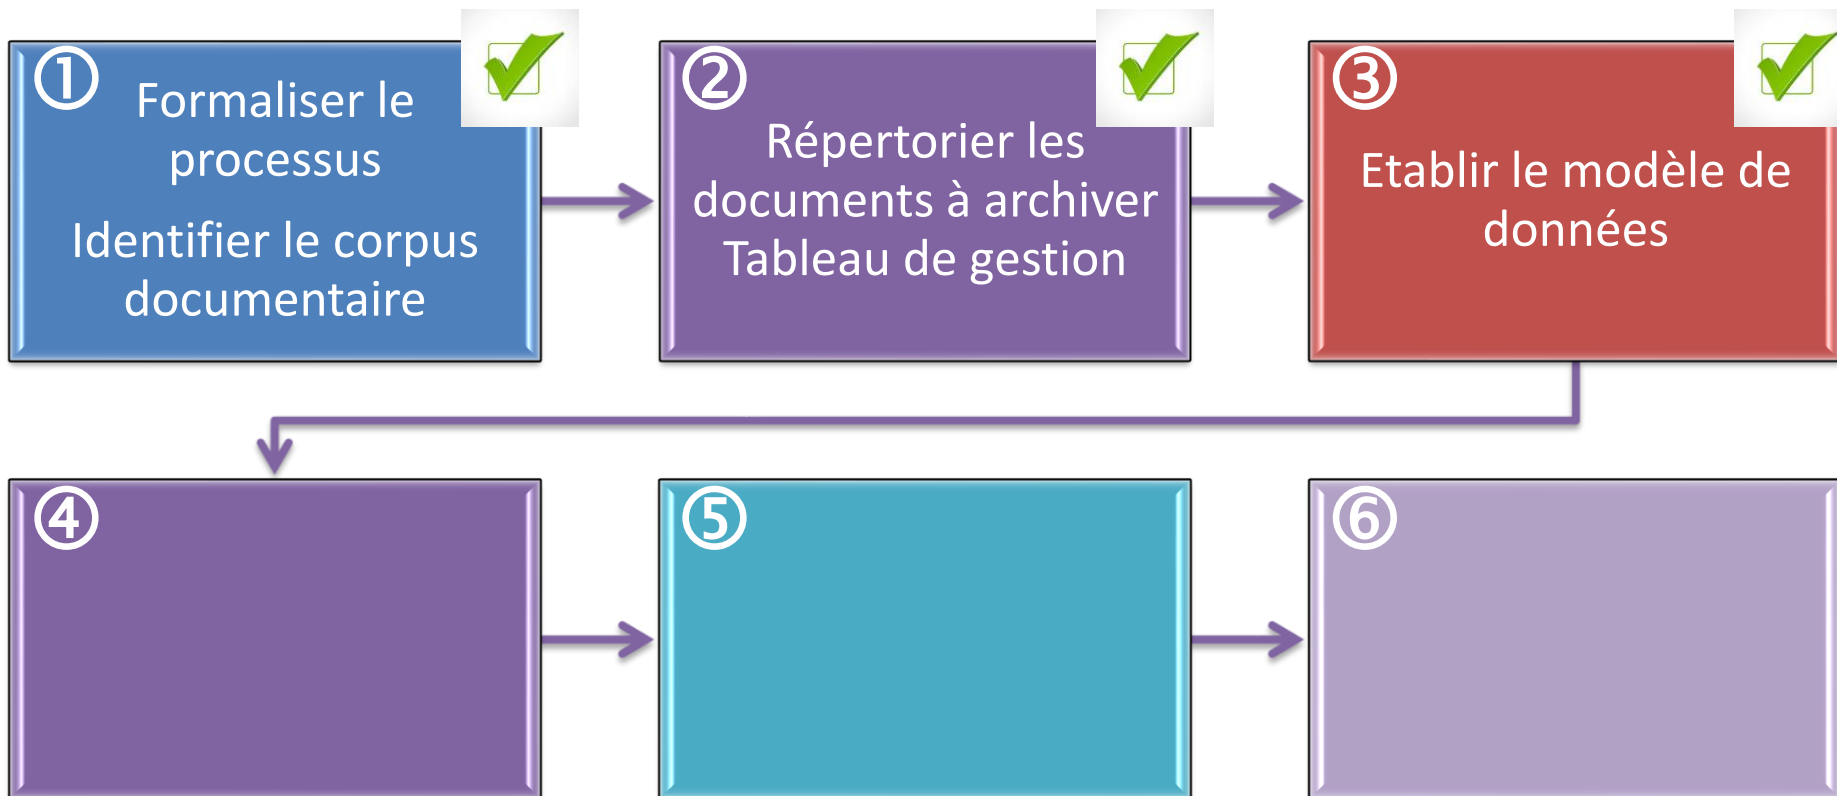 ①
Formaliser le
processus
Identifier le corpus
documentaire
②
Répertorier les
documents à archiver
Tableau de gestion
③
Etablir le modèle de
données
④
⑤
⑥